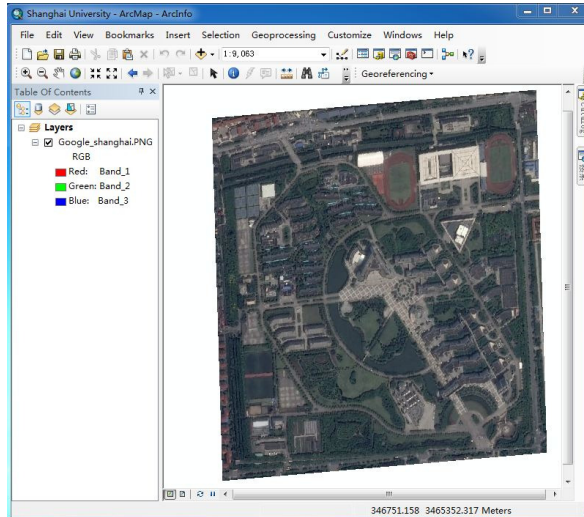 Shanghai University - ArcMap - ArcInfo
File Edit View Bookmarks Insert Selection Geoprocessing Customize Windows Help
1:9,063
Georeferencing
Table Of Contents
Layers
Google_shanghai.PNG
RGB
Red: Band_1
Green: Band_2
Blue: Band_3
346751.158 3465352.317 Meters